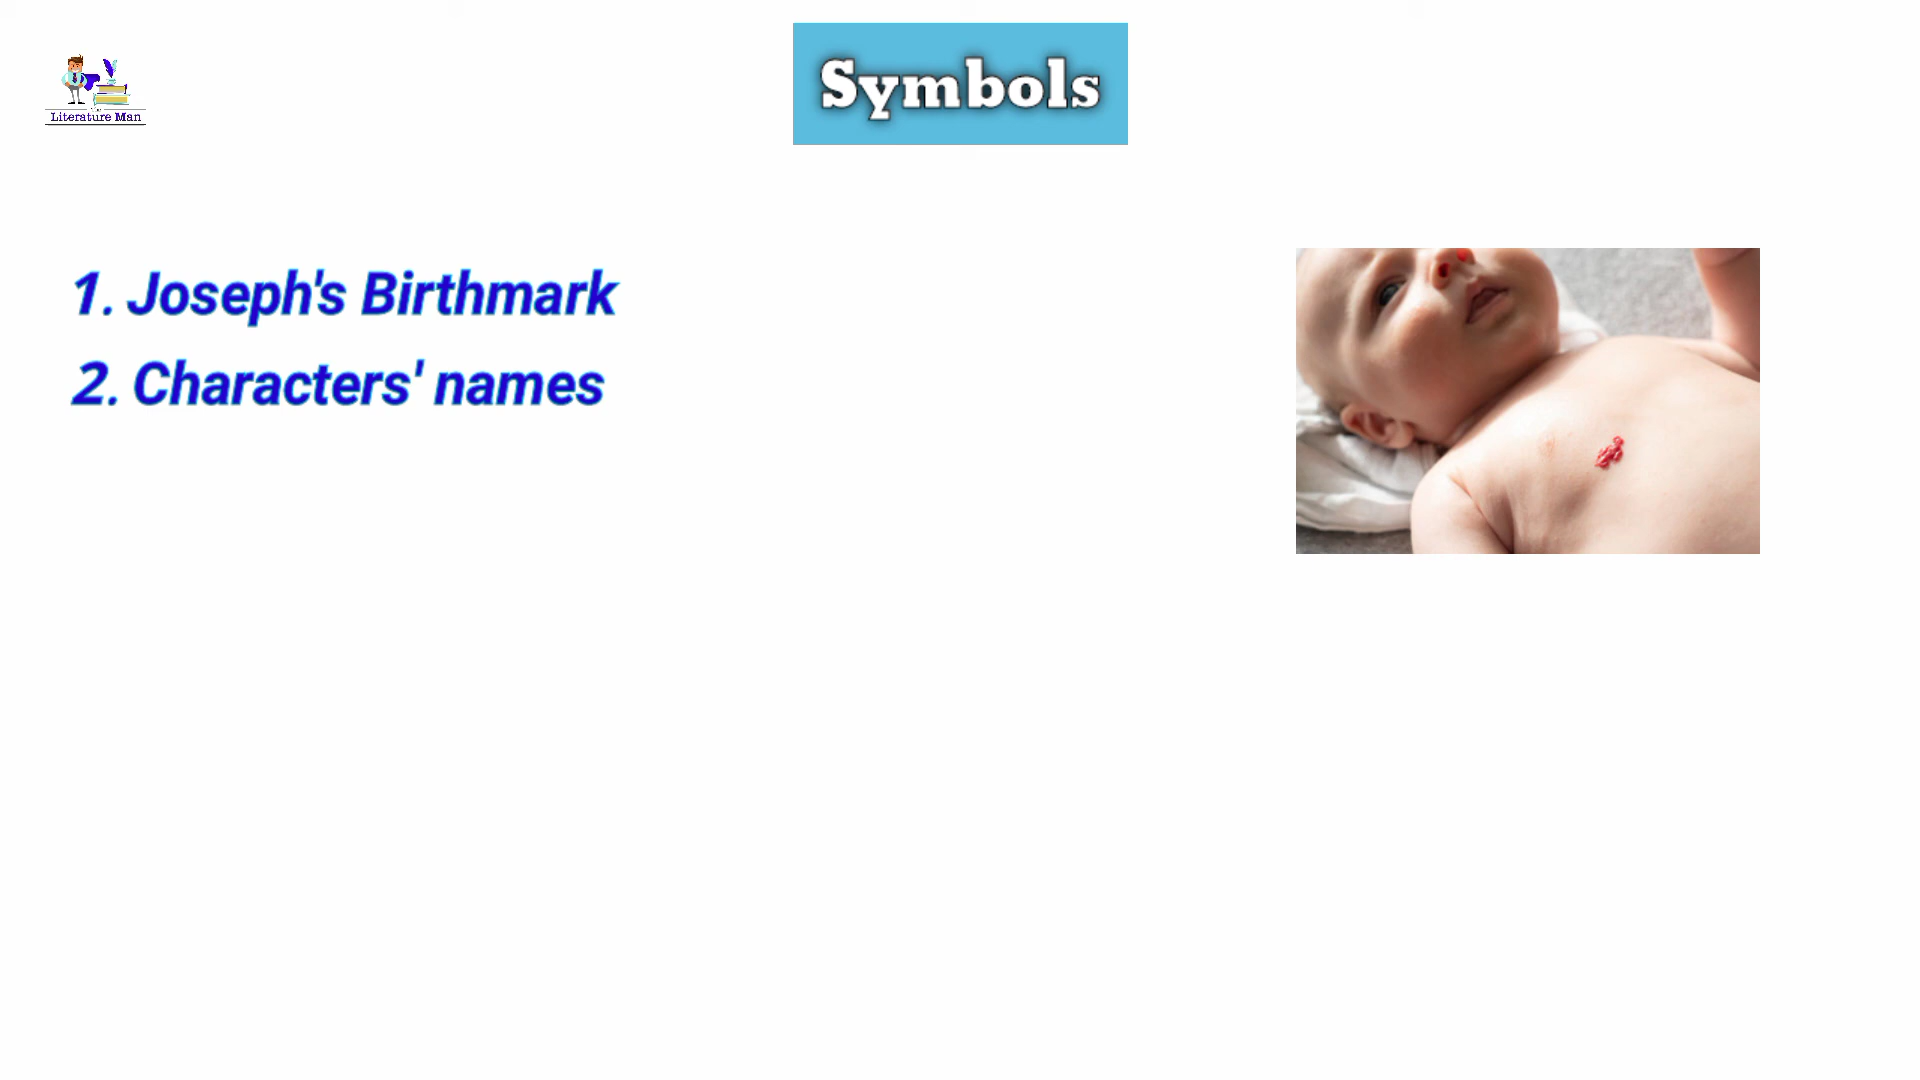 Symbols
Literature Man
1. Joseph's Birthmark
2. Characters' names